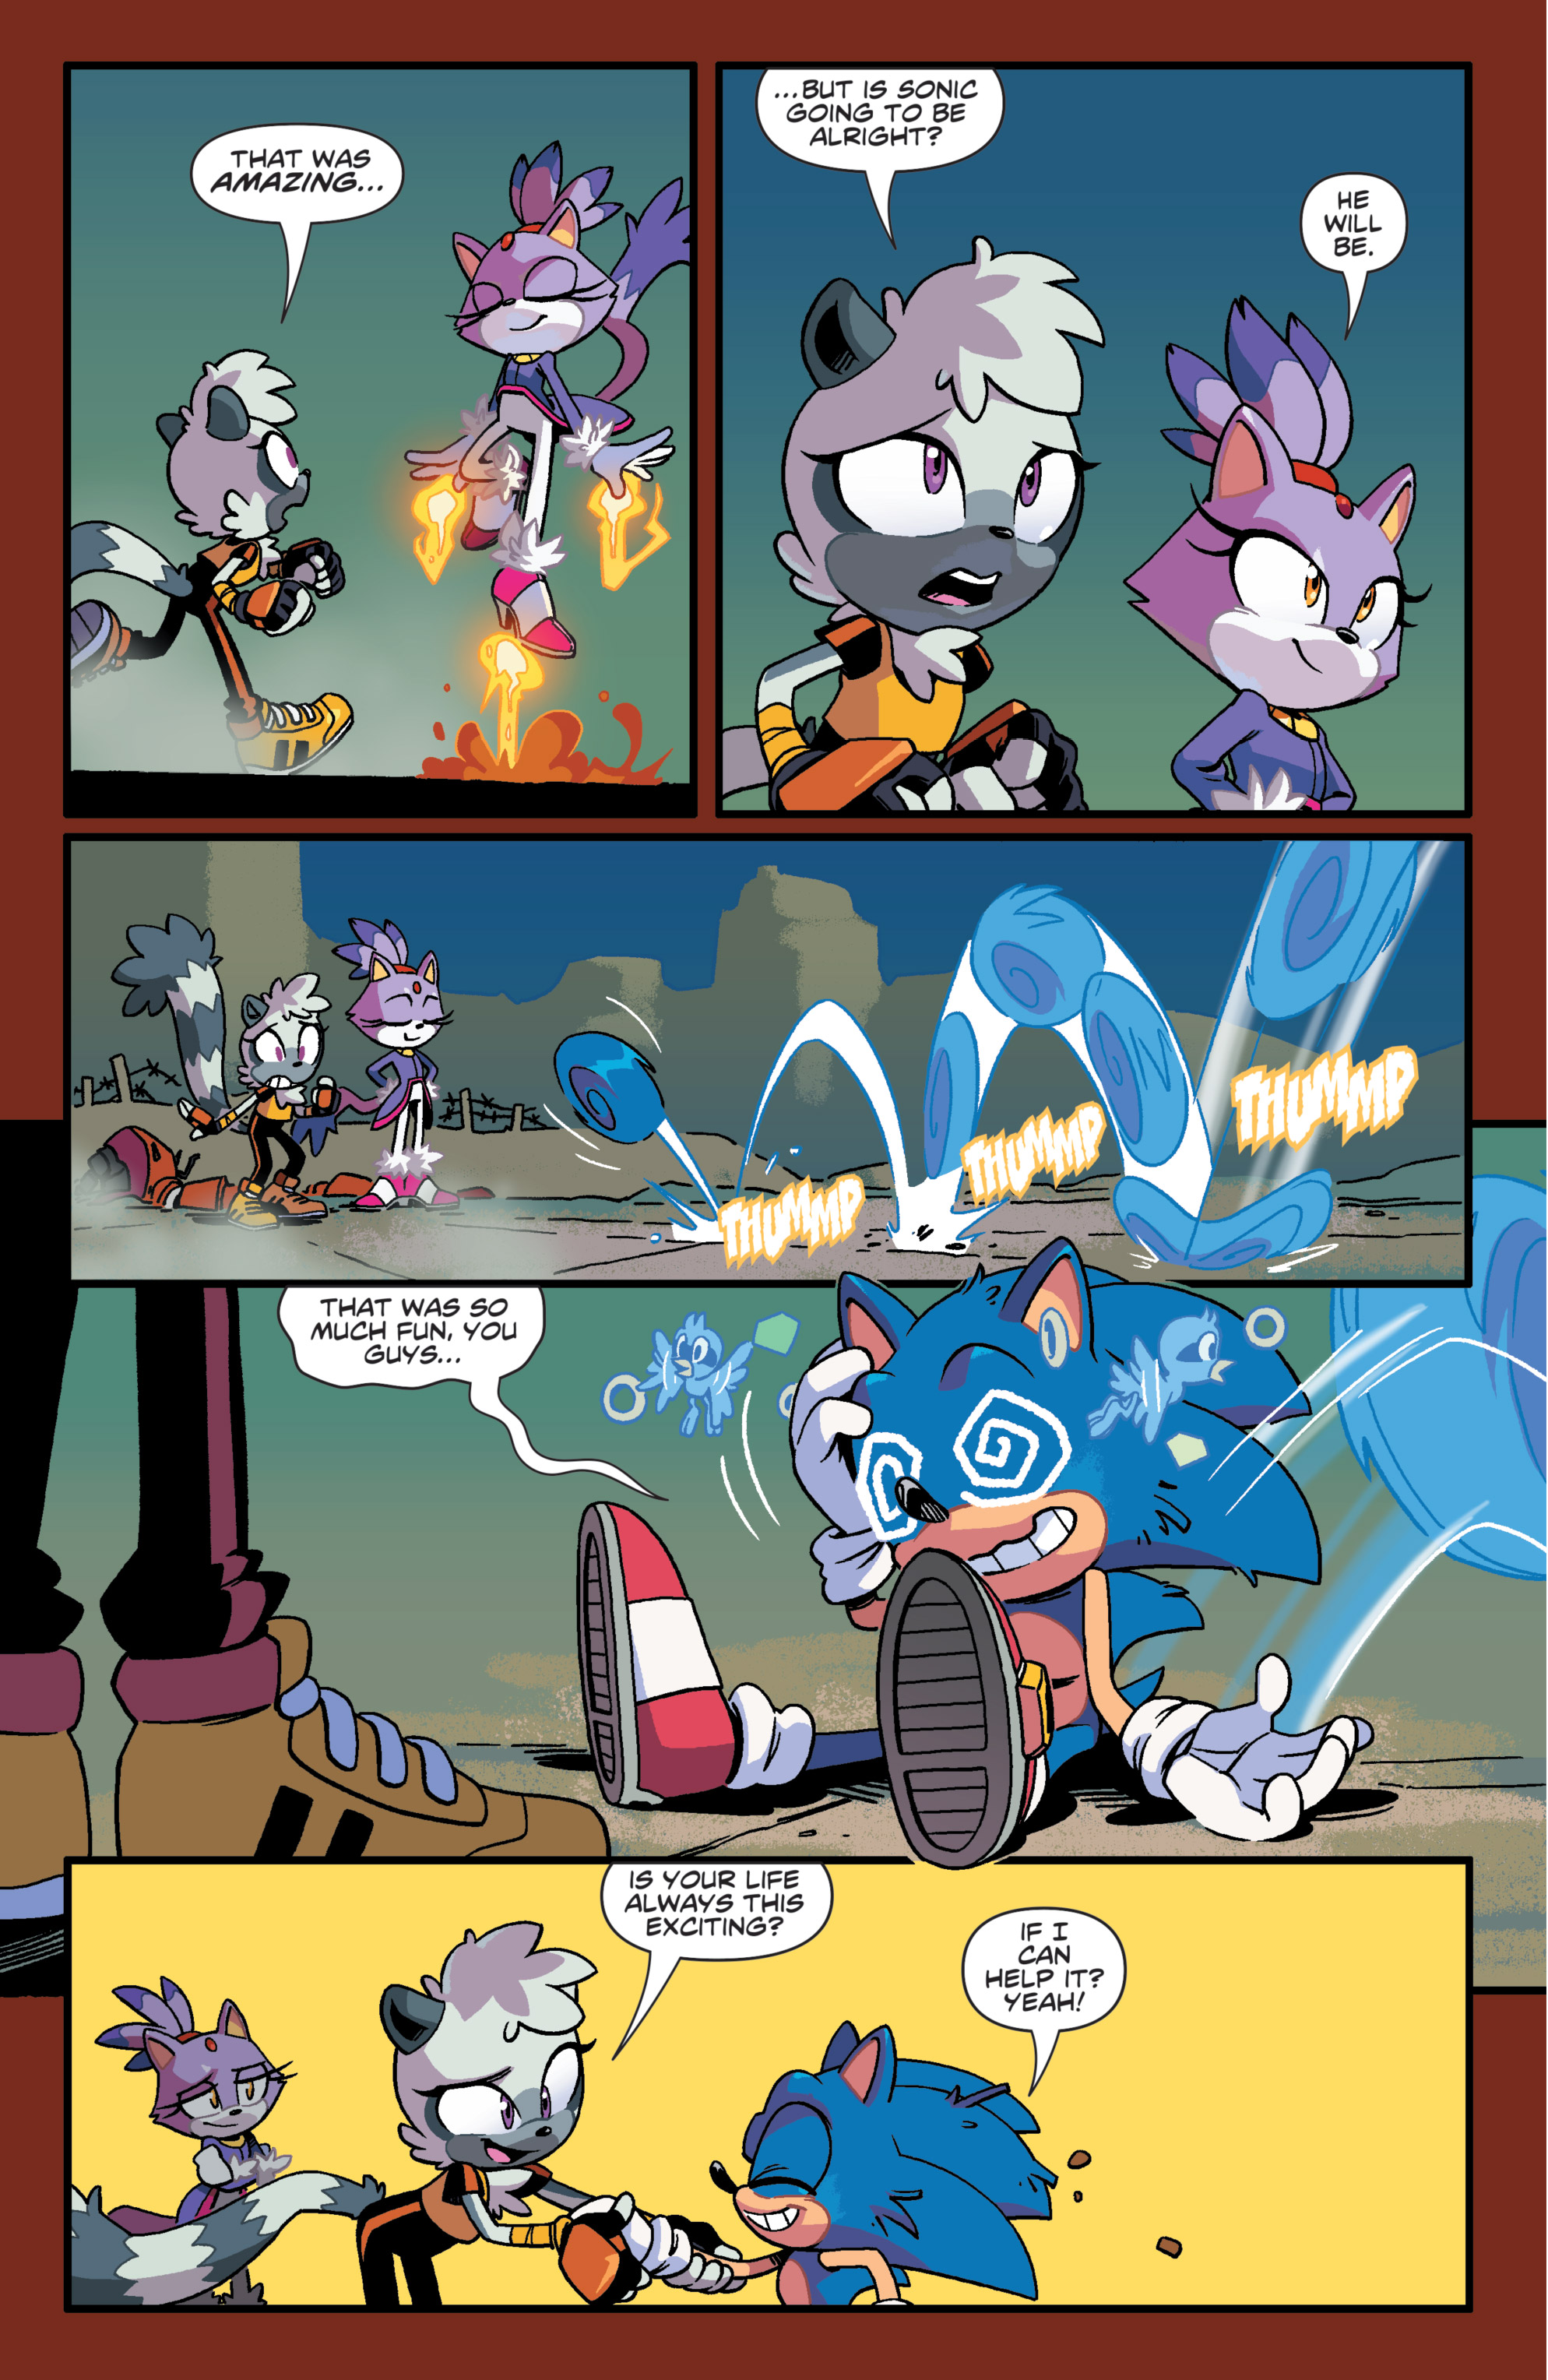 THAT WAS
AMAZING...
...BUT IS SONIC
GOING TO BE
ALRIGHT?
HE
WILL
BE.
THUMMP
THUMMP
THUMMP
THAT WAS SO
MUCH FUN, YOU
GUYS...
IS YOUR LIFE
ALWAYS THIS
EXCITING?
IF I
CAN
HELP IT?
YEAH!